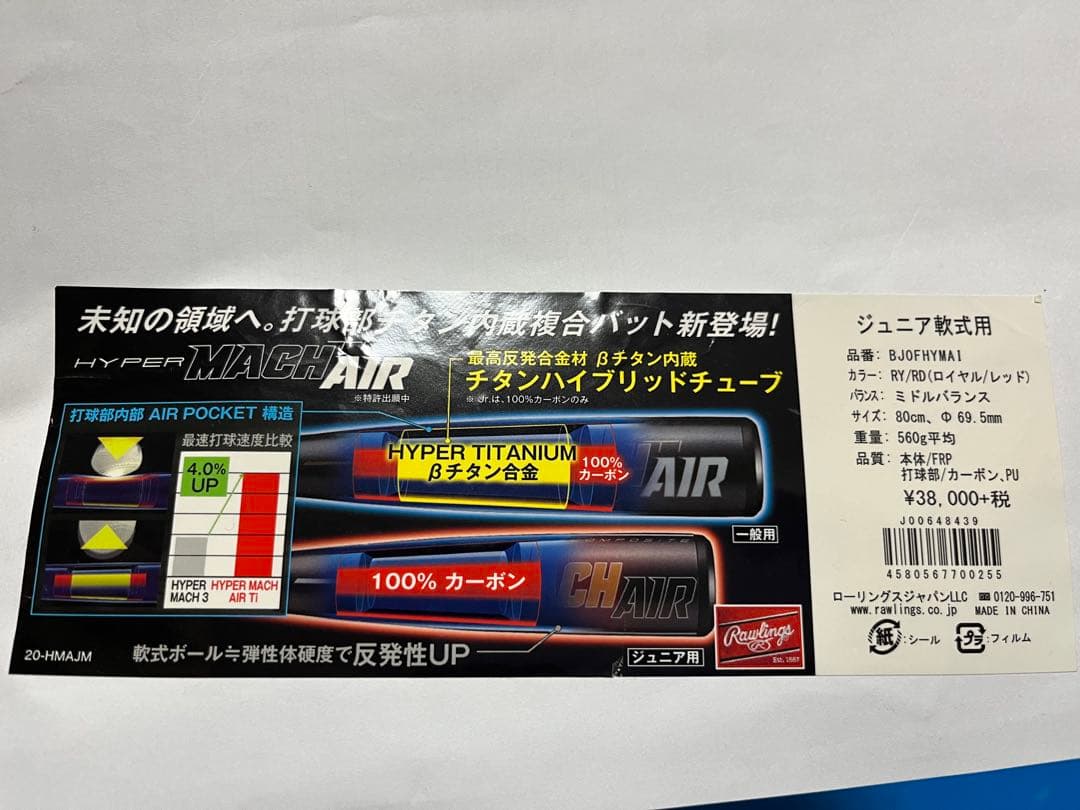 未知の領域へ。打球部チタン内蔵複合バット新登場!
HYPER MACH AIR
※特許出願中
最高反発合金材 βチタン内蔵
チタンハイブリッドチューブ
※Jr.は、100%カーボンのみ
打球部内部 AIR POCKET 構造
最速打球速度比較
4.0%
UP
HYPER
MACH 3
HYPER MACH
AIR Ti
HYPER TITANIUM
βチタン合金
100%
カーボン
AIR
一般用
100% カーボン
COMPOSITE
CH AIR
軟式ボール≒弾性体硬度で反発性UP
ジュニア用
Rawlings
R
Est. 1887
20-HMAJM
ジュニア軟式用
品番: BJ0FHYMAI
カラー: RY/RD(ロイヤル/レッド)
バランス: ミドルバランス
サイズ: 80cm、Φ69.5mm
重量: 560g平均
品質: 本体/FRP
打球部/カーボン、PU
¥38,000+税
J00648439
4580567700255
ローリングスジャパンLLC 0120-996-751
www.rawlings.co.jp MADE IN CHINA
紙:シール プラ:フィルム